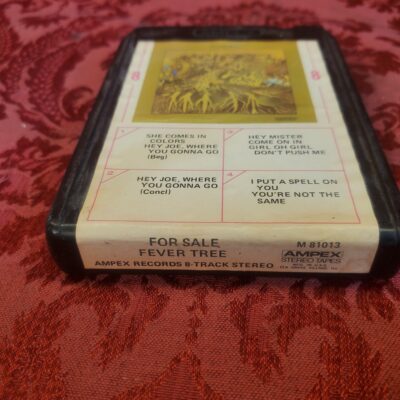 8
8
1
SHE COMES IN
COLORS
HEY JOE, WHERE
YOU GONNA GO
(Beg)
3
HEY MISTER
COME ON IN
GIRL OH GIRL
DON'T PUSH ME
2
HEY JOE, WHERE
YOU GONNA GO
(Concl)
4
I PUT A SPELL ON
YOU
YOU'RE NOT THE
SAME
FOR SALE
FEVER TREE
AMPEX RECORDS 8-TRACK STEREO
M 81013
AMPEX
STEREO TAPES